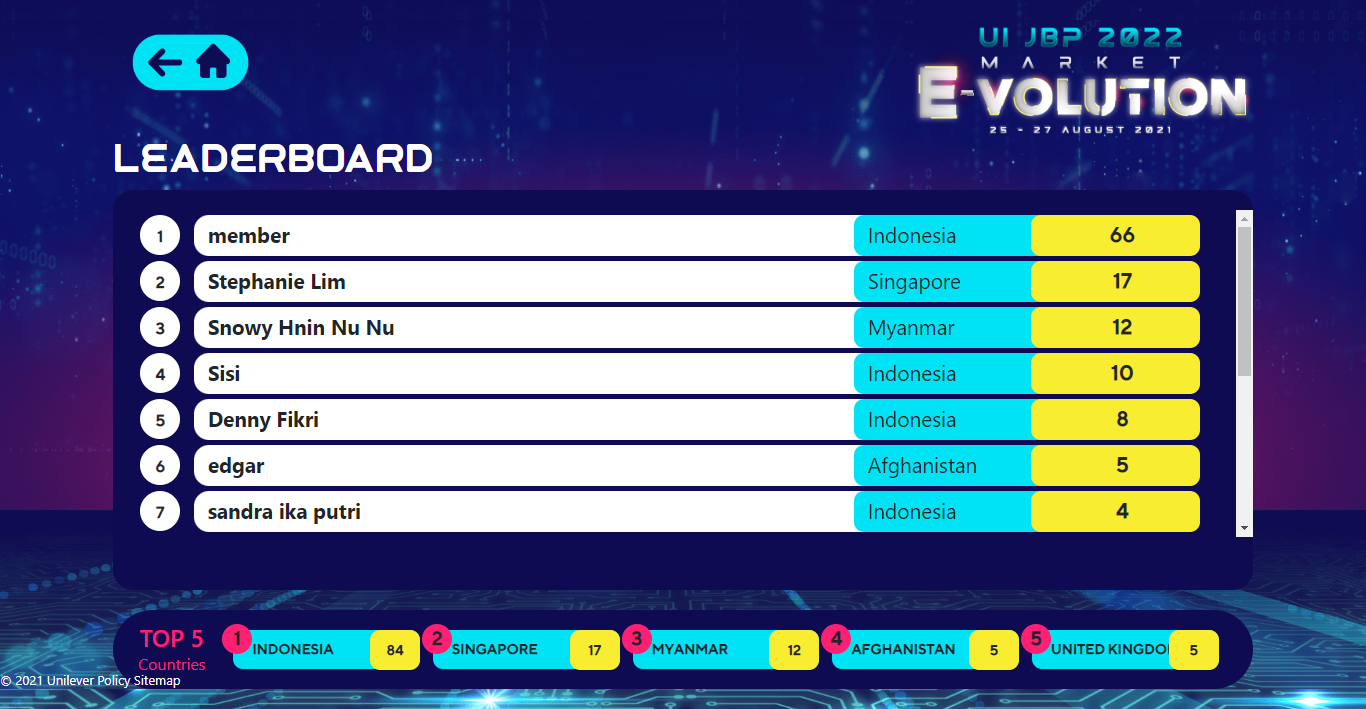 UI JBP 2022
MARKET
E-VOLUTION
25 - 27 AUGUST 2021
LEADERBOARD
1 member Indonesia 66
2 Stephanie Lim Singapore 17
3 Snowy Hnin Nu Nu Myanmar 12
4 Sisi Indonesia 10
5 Denny Fikri Indonesia 8
6 edgar Afghanistan 5
7 sandra ika putri Indonesia 4
TOP 5
Countries
1 INDONESIA 84
2 SINGAPORE 17
3 MYANMAR 12
4 AFGHANISTAN 5
5 UNITED KINGDO 5
© 2021 Unilever Policy Sitemap